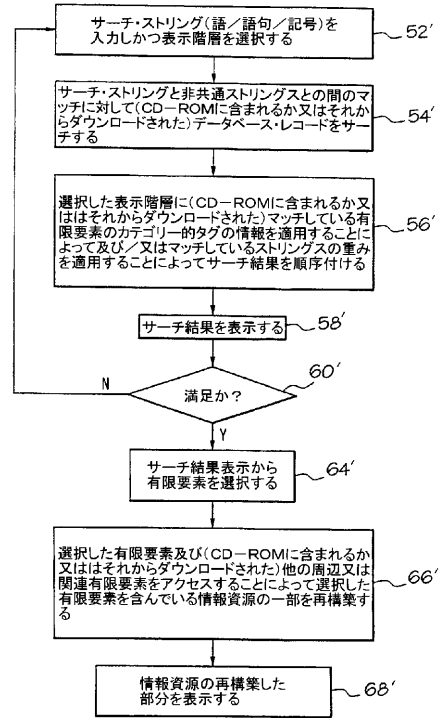 サーチ・ストリング(語/語句/記号)を
入力しかつ表示階層を選択する
52'
サーチ・ストリングと非共通ストリングスとの間のマ
ッチに対して(CD-ROMに含まれるか又はそれか
らダウンロードされた)データベース・レコードをサー
チする
54'
選択した表示階層に(CD-ROMに含まれるか又
ははそれからダウンロードされた)マッチしている有
限要素のカテゴリー的タグの情報を適用することに
よって及び/又はマッチしているストリングスの重み
を適用することによってサーチ結果を順序付ける
56'
サーチ結果を表示する
58'
N
満足か?
60'
Y
サーチ結果表示から
有限要素を選択する
64'
選択した有限要素及び(CD-ROMに含まれるか
又ははそれからダウンロードされた)他の周辺又は
関連有限要素をアクセスすることによって選択した
有限要素を含んでいる情報資源の一部を再構築す
る
66'
情報資源の再構築した
部分を表示する
68'